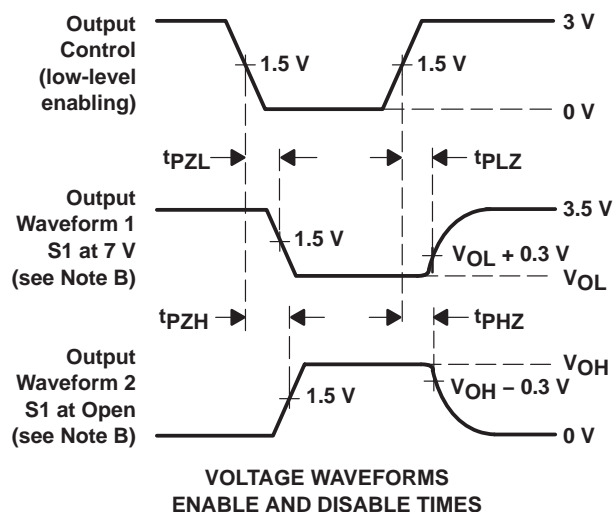 Output
Control
(low-level
enabling)
3 V
1.5 V
1.5 V
0 V
tPZL
tPLZ
Output
Waveform 1
S1 at 7 V
(see Note B)
3.5 V
1.5 V
VOL + 0.3 V
VOL
tPZH
tPHZ
Output
Waveform 2
S1 at Open
(see Note B)
VOH
VOH – 0.3 V
1.5 V
0 V
VOLTAGE WAVEFORMS
ENABLE AND DISABLE TIMES